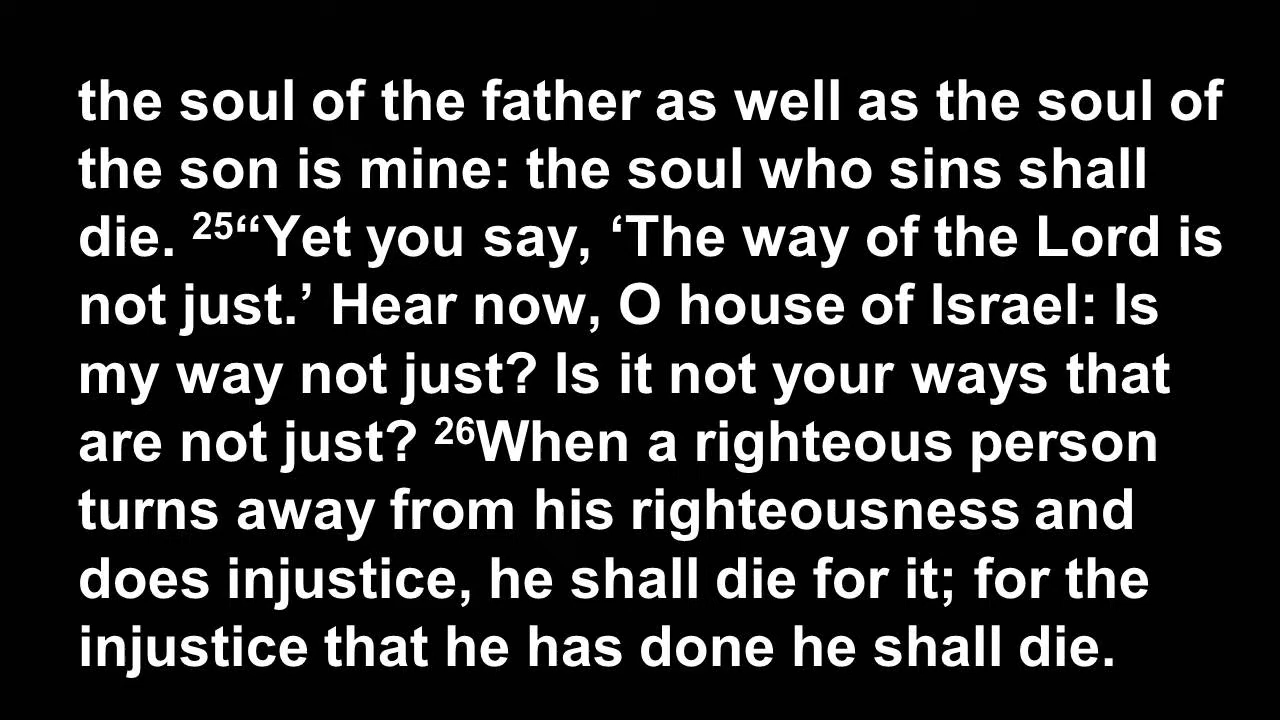 the soul of the father as well as the soul of
the son is mine: the soul who sins shall
die. ²⁵“Yet you say, ‘The way of the Lord is
not just.’ Hear now, O house of Israel: Is
my way not just? Is it not your ways that
are not just? ²⁶When a righteous person
turns away from his righteousness and
does injustice, he shall die for it; for the
injustice that he has done he shall die.